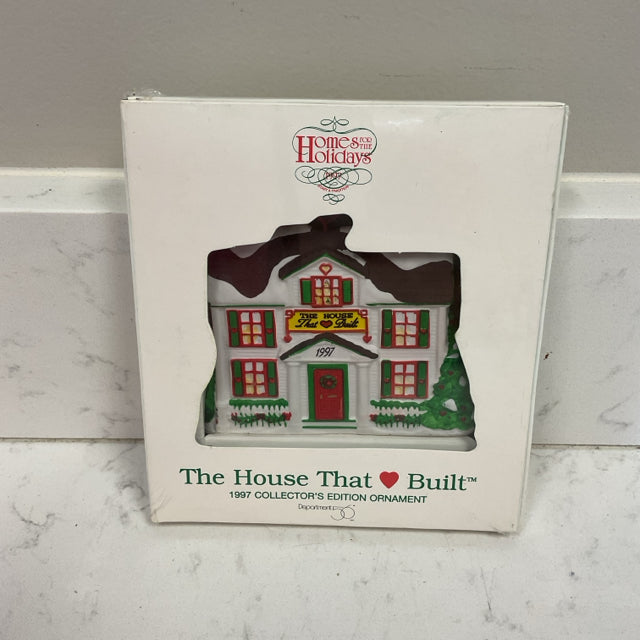 Homes FOR THE
Holidays
THE HOUSE
That ♥ Built
1997
The House That ♥ Built™
1997 COLLECTOR'S EDITION ORNAMENT
Department 56